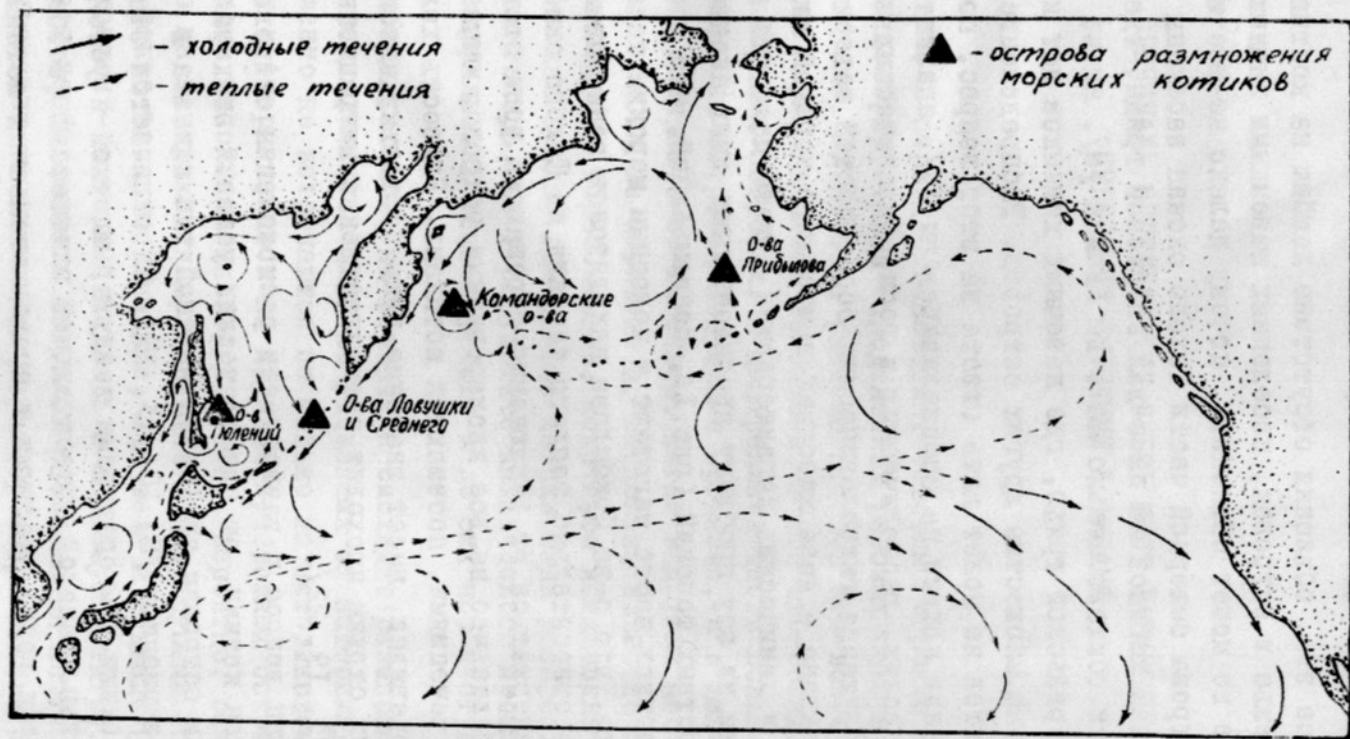 - холодные течения
- теплые течения
- острова размножения
морских котиков
о-ва
Прибылова
Командорские
о-ва
о-в
Тюлений
О-ва Ловушки
и Среднего